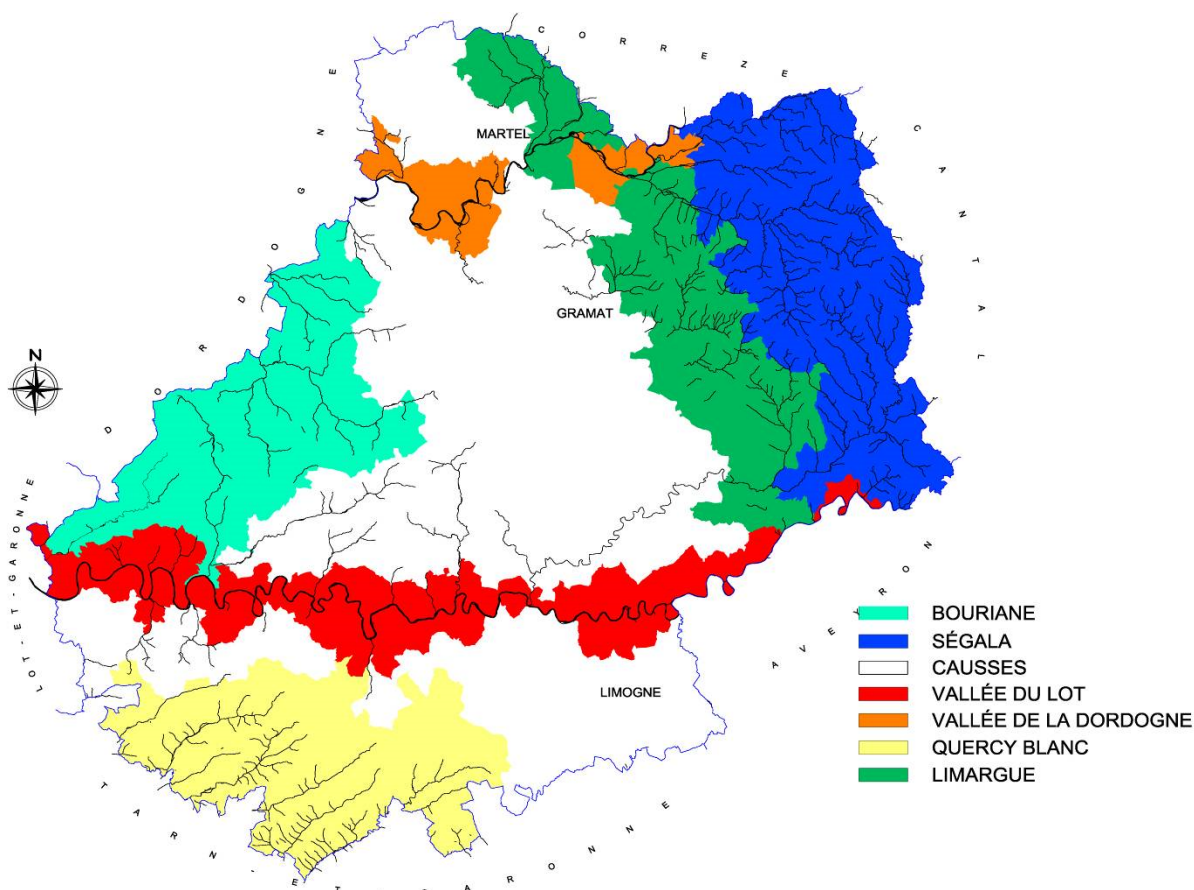 CORREZE
CANTAL
DORDOGNE
MARTEL
GRAMAT
N
LOT-ET-GARONNE
AVEYRON
LIMOGNE
TARN-ET-GARONNE
BOURIANE
SÉGALA
CAUSSES
VALLÉE DU LOT
VALLÉE DE LA DORDOGNE
QUERCY BLANC
LIMARGUE